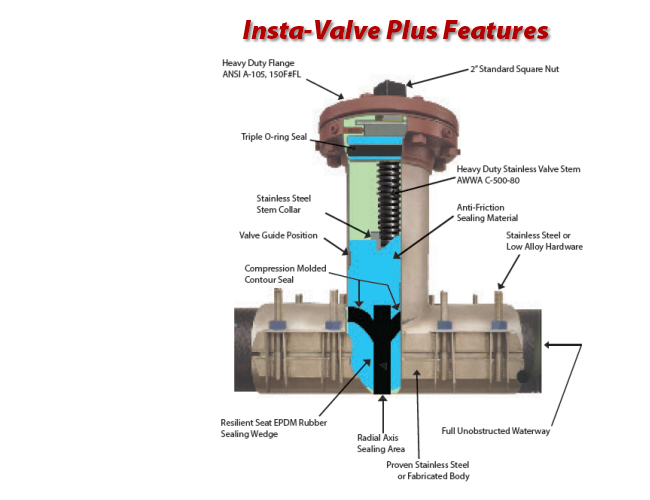 Insta-Valve Plus Features
Heavy Duty Flange
ANSI A-105, 150F#FL
2" Standard Square Nut
Triple O-ring Seal
Heavy Duty Stainless Valve Stem
AWWA C-500-80
Stainless Steel
Stem Collar
Anti-Friction
Sealing Material
Valve Guide Position
Stainless Steel or
Low Alloy Hardware
Compression Molded
Contour Seal
Resilient Seat EPDM Rubber
Sealing Wedge
Radial Axis
Sealing Area
Full Unobstructed Waterway
Proven Stainless Steel
or Fabricated Body